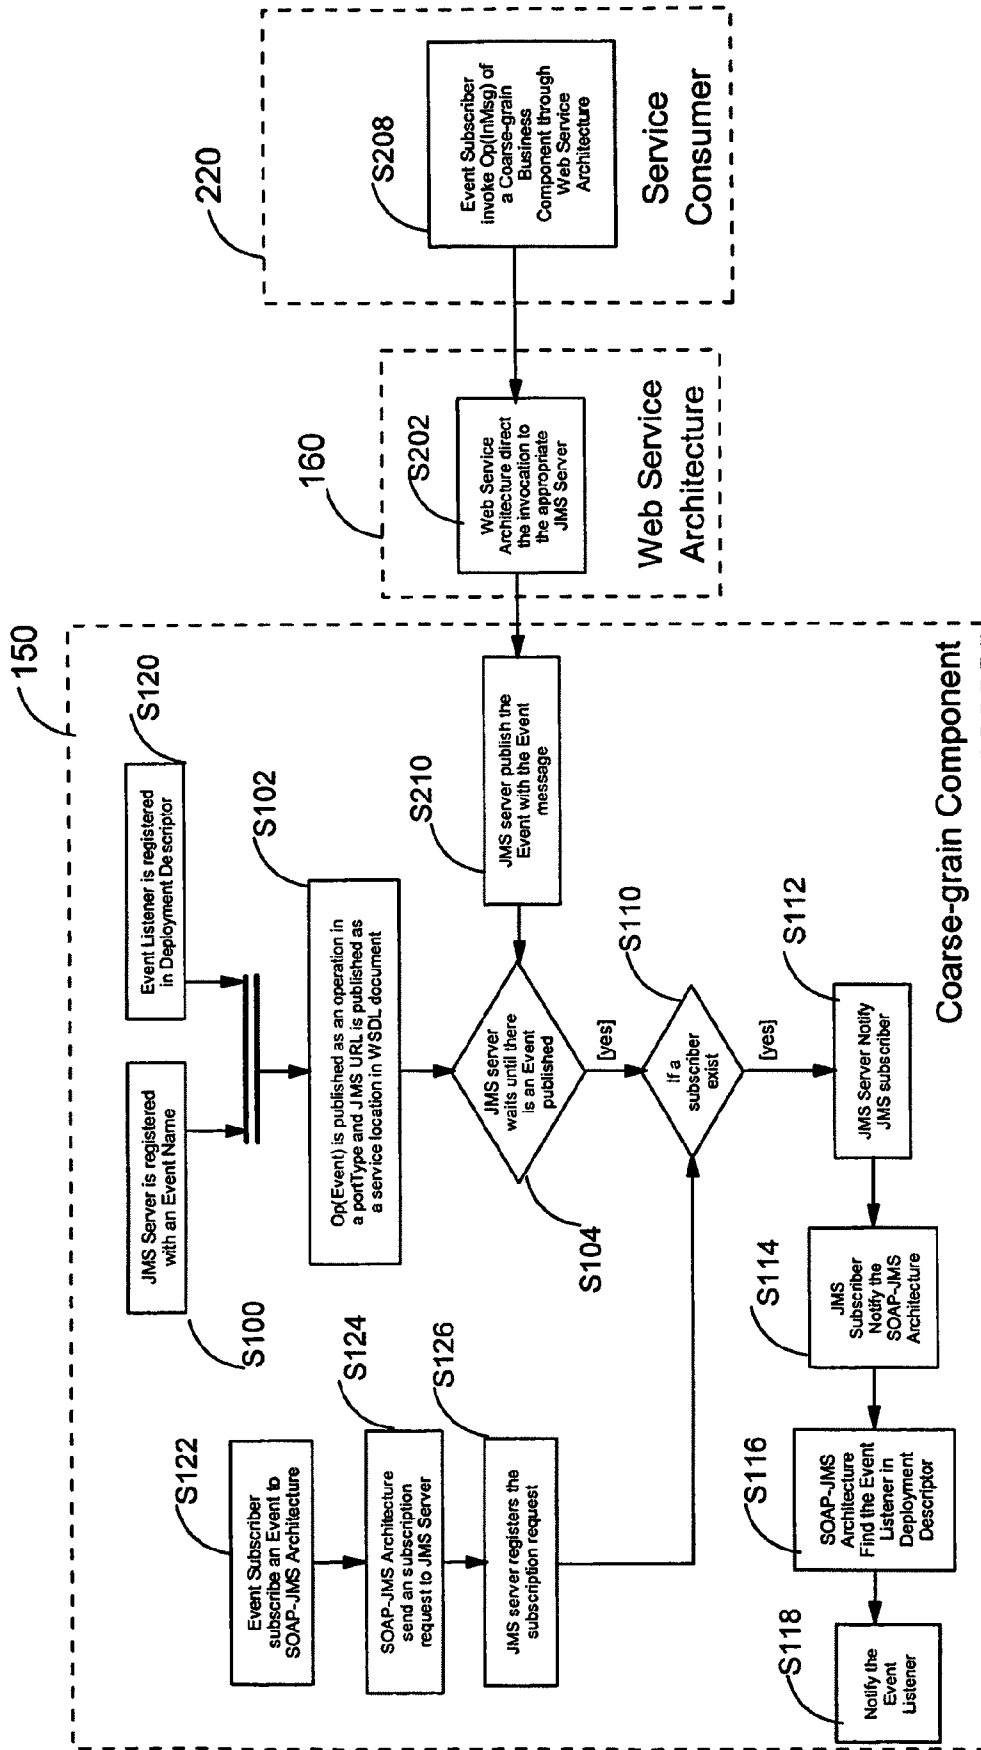 150
S120
Event Listener is registered
in Deployment Descriptor
JMS Server is registered
with an Event Name
S100
S102
Op(Event) is published as an operation in
a portType and JMS URL is published as
a service location in WSDL document
S122
Event Subscriber
subscribe an Event to
SOAP-JMS Architecture
S124
SOAP-JMS Architecture
send an subscription
request to JMS Server
S126
JMS server registers the
subscription request
S104
JMS server
waits until there
is an Event
published
[yes]
S210
JMS server publish the
Event with the Event
message
S110
If a
subscriber
exist
[yes]
S112
JMS Server Notify
JMS subscriber
S114
JMS
Subscriber
Notify the
SOAP-JMS
Architecture
S116
SOAP-JMS
Architecture
Find the Event
Listener in
Deployment
Descriptor
S118
Notify the
Event
Listener
Coarse-grain Component
160
S202
Web Service
Architecture direct
the invocation to
the appropriate
JMS Server
Web Service
Architecture
220
S208
Event Subscriber
invoke Op(InMsg) of
a Coarse-grain
Business
Component through
Web Service
Architecture
Service
Consumer